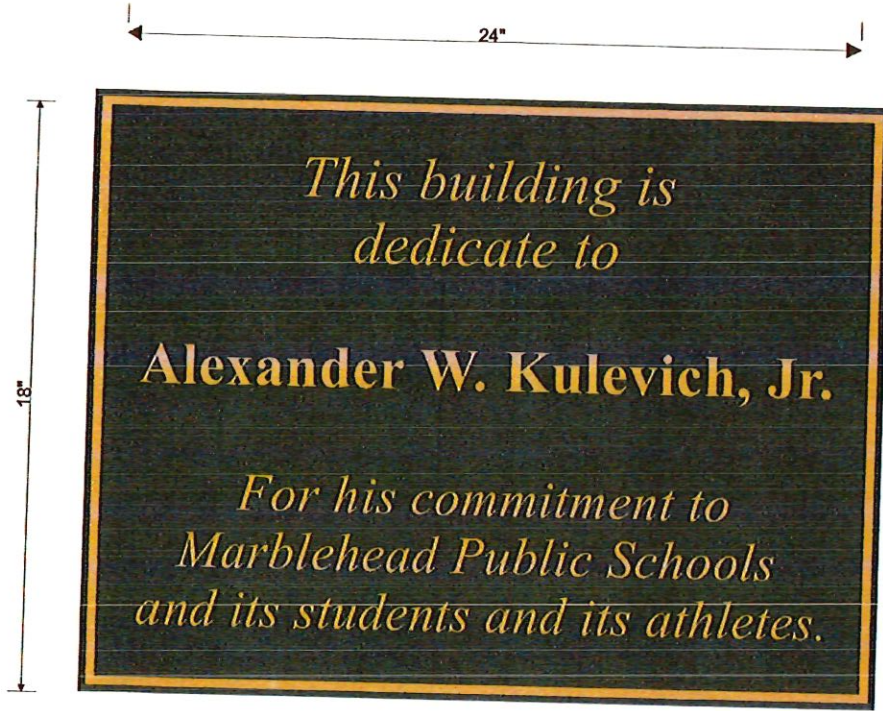 24"
18"
This building is
dedicate to
Alexander W. Kulevich, Jr.
For his commitment to
Marblehead Public Schools
and its students and its athletes.